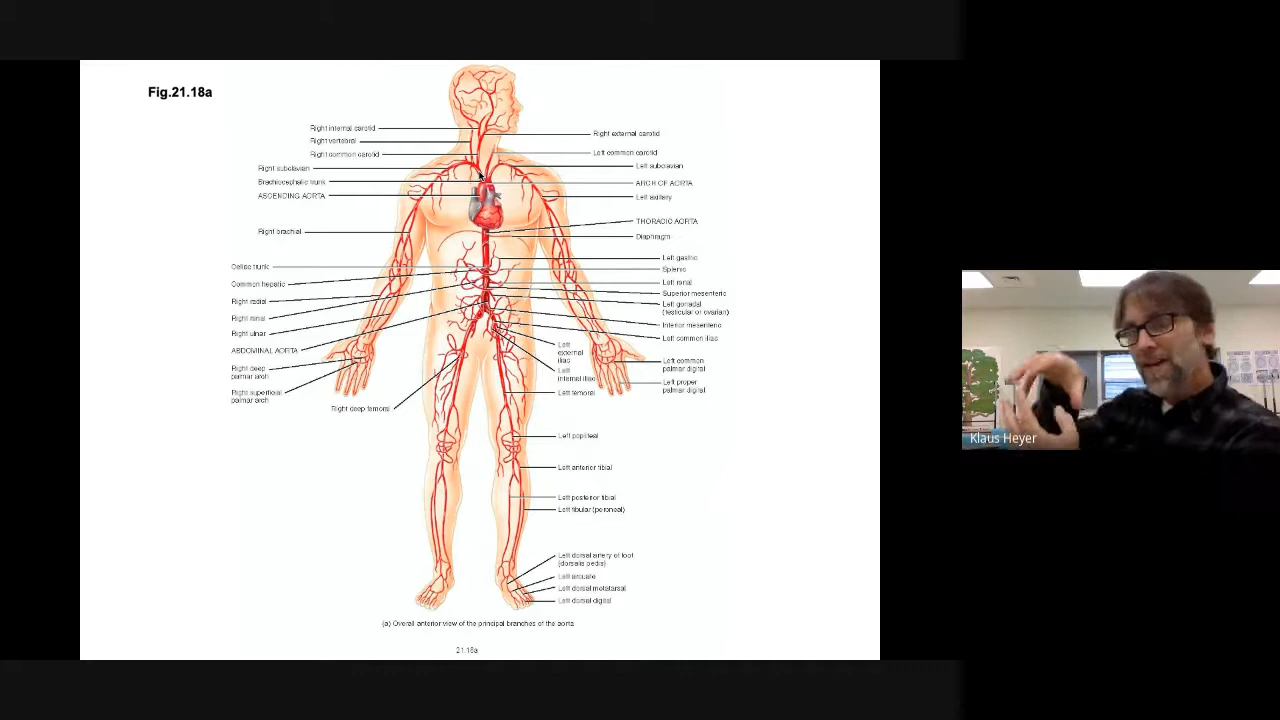 Fig.21.18a
Right internal carotid
Right vertebral
Right common carotid
Right subclavian
Brachiocephalic trunk
ASCENDING AORTA
Right brachial
Celiac trunk
Common hepatic
Right radial
Right renal
Right ulnar
ABDOMINAL AORTA
Right deep
palmar arch
Right superficial
palmar arch
Right deep femoral
Right external carotid
Left common carotid
Left subclavian
ARCH OF AORTA
Left axillary
THORACIC AORTA
Diaphragm
Left gastric
Splenic
Left renal
Superior mesenteric
Left gonadal
(testicular or ovarian)
Inferior mesenteric
Left common iliac
Left
external
iliac
Left
internal iliac
Left common
palmar digital
Left proper
palmar digital
Left femoral
Left popliteal
Left anterior tibial
Left posterior tibial
Left fibular (peroneal)
Left dorsal artery of foot
(dorsalis pedis)
Left arcuate
Left dorsal metatarsal
Left dorsal digital
(a) Overall anterior view of the principal branches of the aorta
21.18a
Klaus Heyer